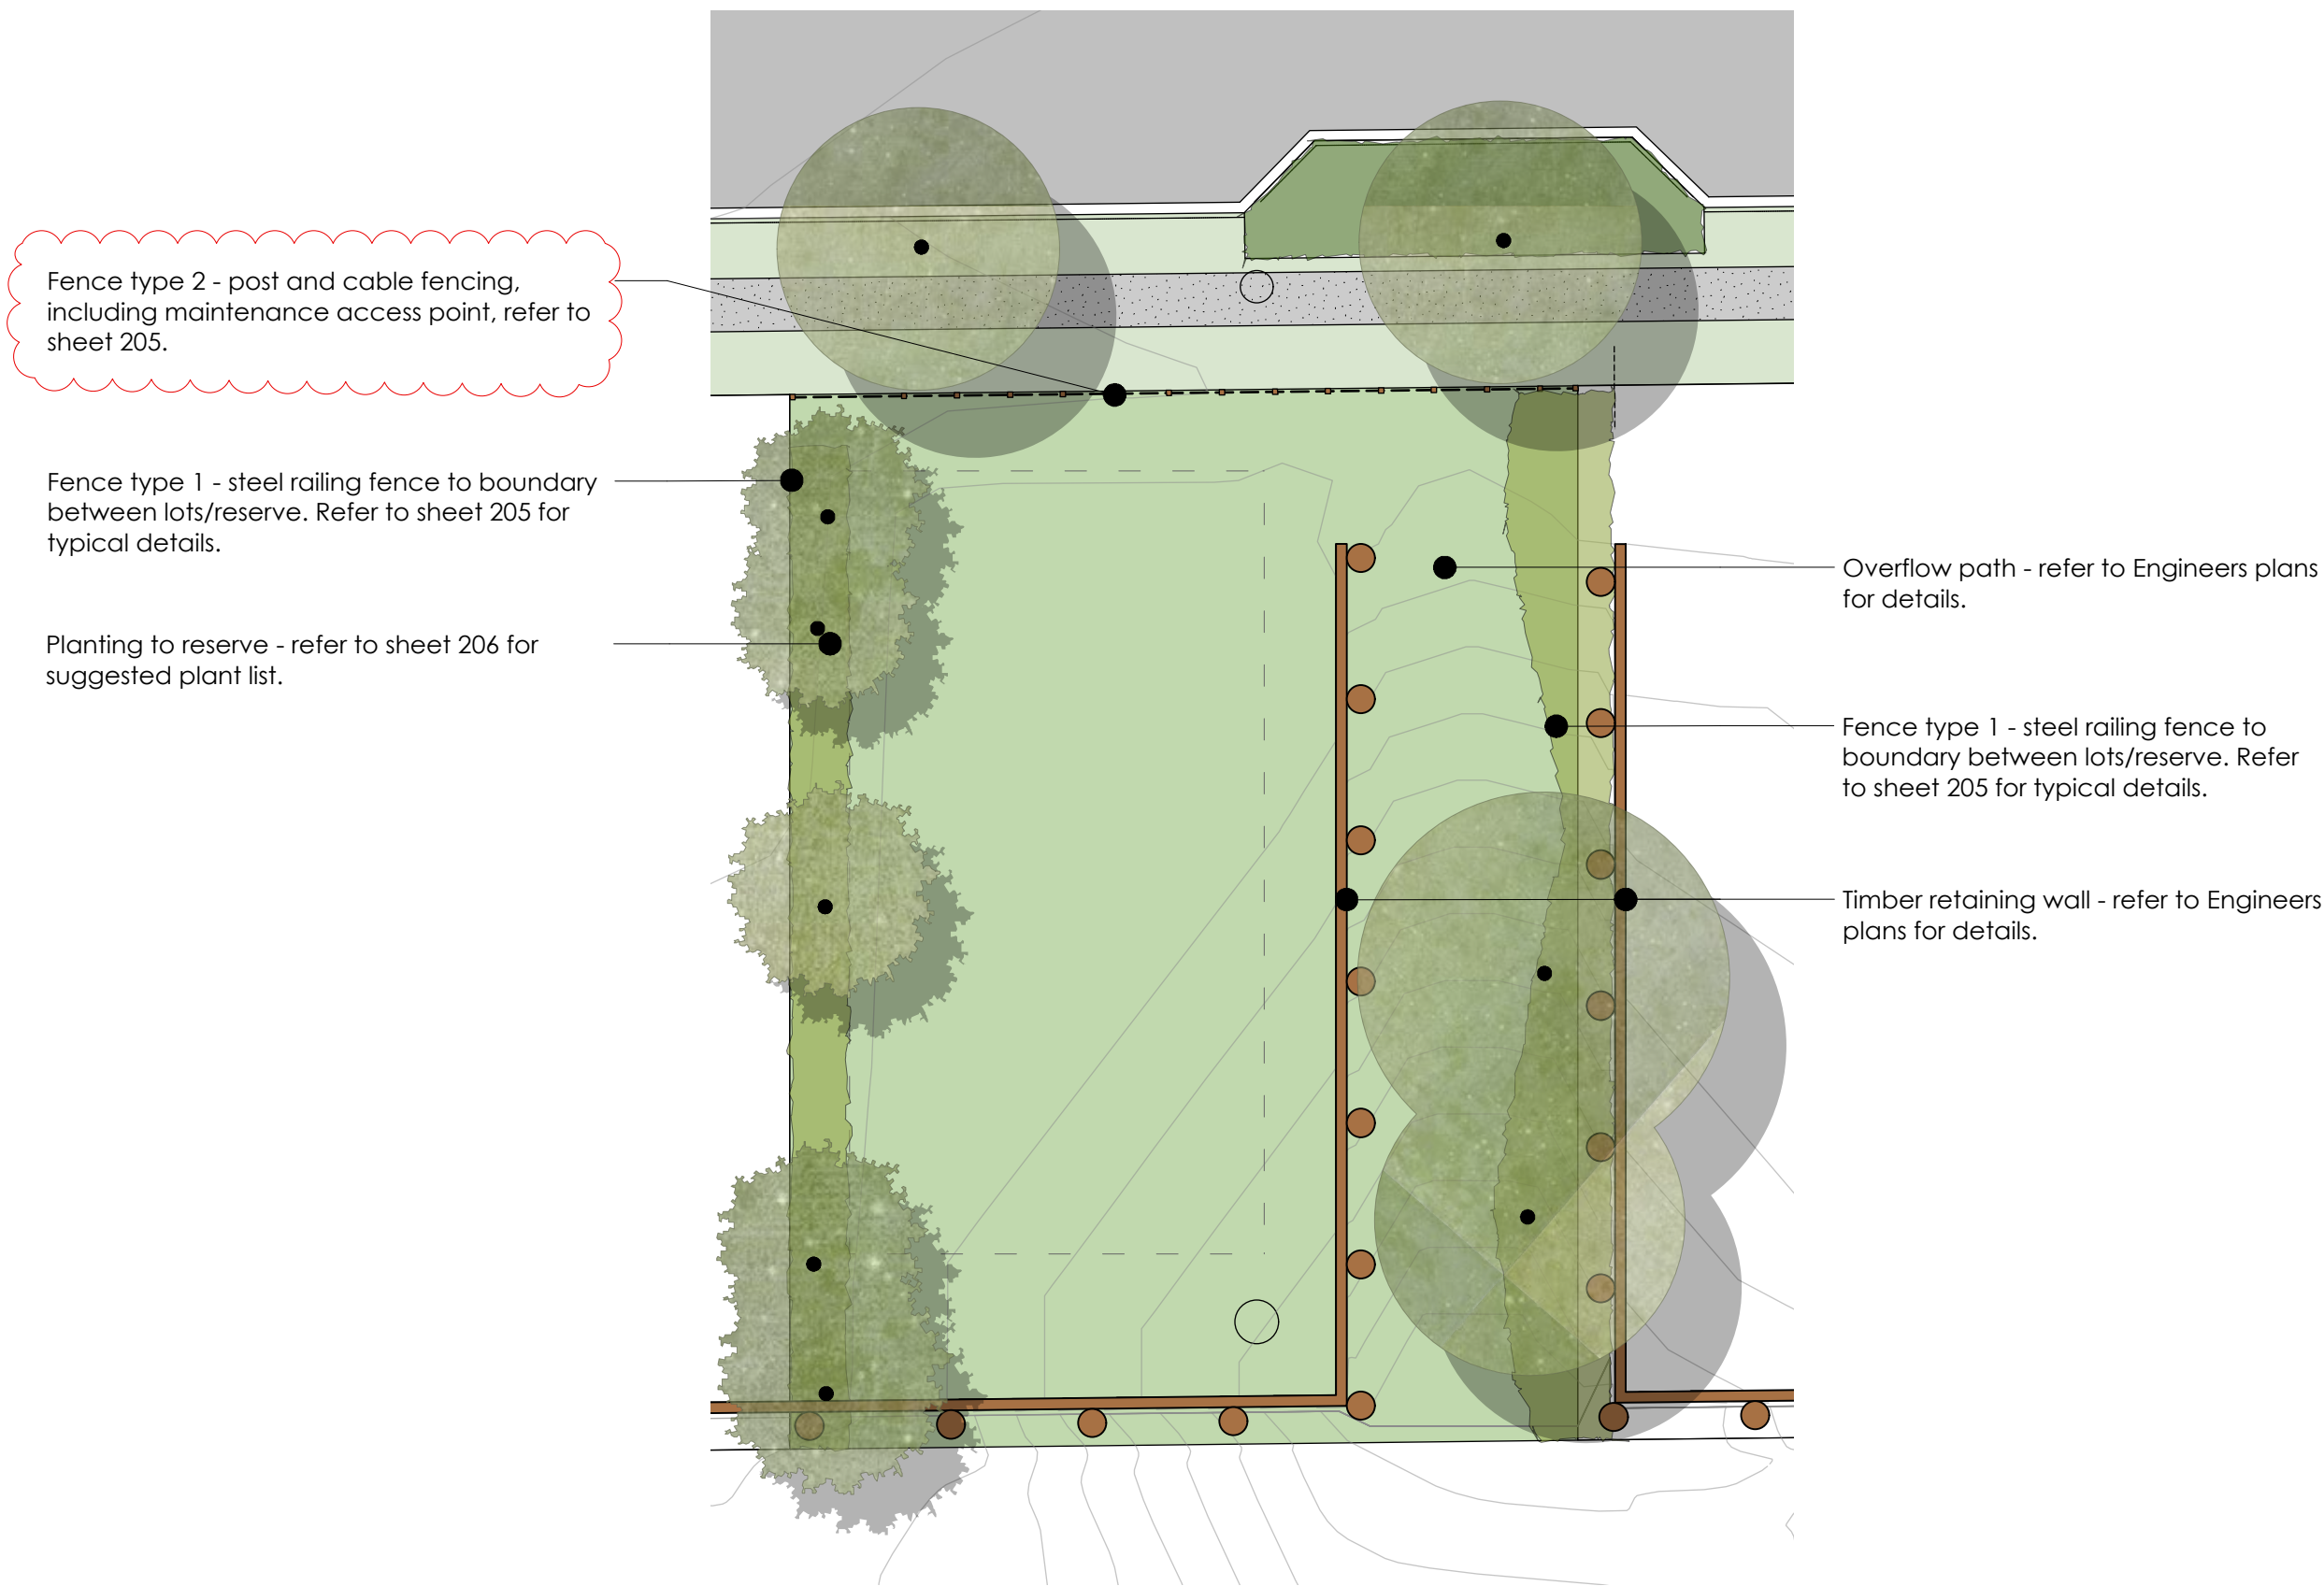 Fence type 2 - post and cable fencing,
including maintenance access point, refer to
sheet 205.
Fence type 1 - steel railing fence to boundary
between lots/reserve. Refer to sheet 205 for
typical details.
Planting to reserve - refer to sheet 206 for
suggested plant list.
Overflow path - refer to Engineers plans
for details.
Fence type 1 - steel railing fence to
boundary between lots/reserve. Refer
to sheet 205 for typical details.
Timber retaining wall - refer to Engineers
plans for details.